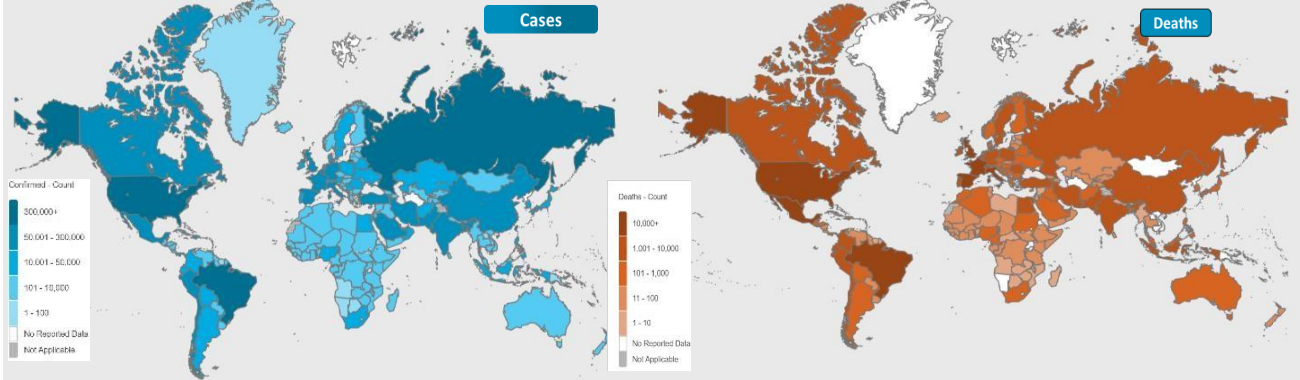 Cases
Deaths
Confirmed - Count
300,000+
50,001 - 300,000
10,001 - 50,000
101 - 10,000
1 - 100
No Reported Data
Not Applicable
Deaths - Count
10,000+
1,001 - 10,000
101 - 1,000
11 - 100
1 - 10
No Reported Data
Not Applicable